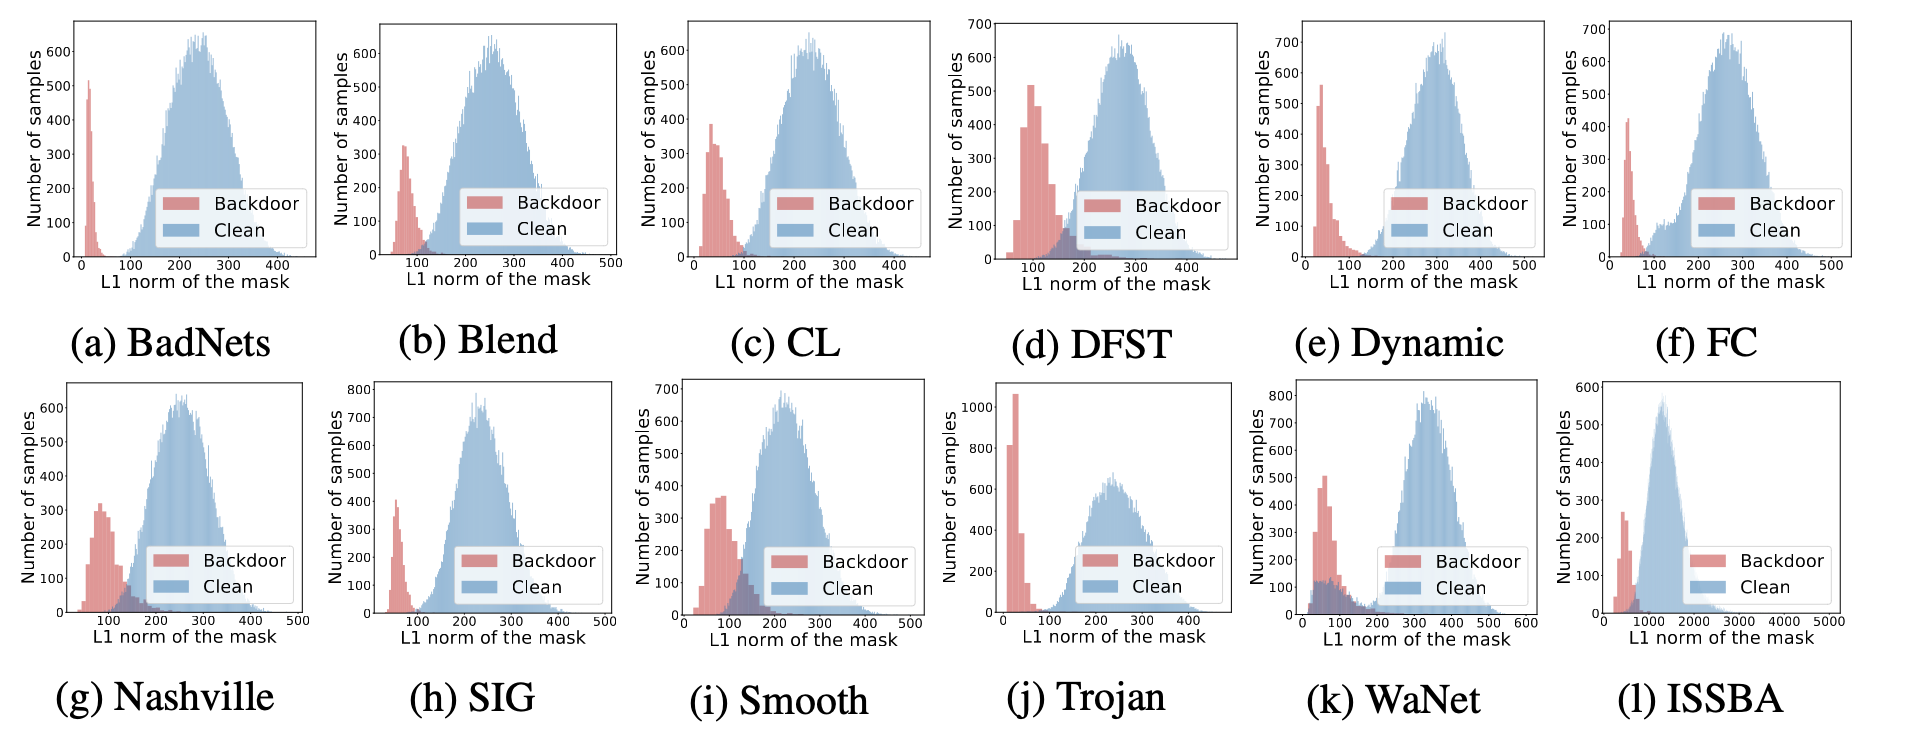 Number of samples
600
500
400
300
200
100
0
0 100 200 300 400
L1 norm of the mask
Backdoor
Clean
(a) BadNets
Number of samples
600
500
400
300
200
100
0
100 200 300 400 500
L1 norm of the mask
Backdoor
Clean
(b) Blend
Number of samples
600
500
400
300
200
100
0
0 100 200 300 400
L1 norm of the mask
Backdoor
Clean
(c) CL
Number of samples
700
600
500
400
300
200
100
0
100 200 300 400
L1 norm of the mask
Backdoor
Clean
(d) DFST
Number of samples
700
600
500
400
300
200
100
0
0 100 200 300 400 500
L1 norm of the mask
Backdoor
Clean
(e) Dynamic
Number of samples
700
600
500
400
300
200
100
0
0 100 200 300 400 500
L1 norm of the mask
Backdoor
Clean
(f) FC
Number of samples
600
500
400
300
200
100
0
0 100 200 300 400 500
L1 norm of the mask
Backdoor
Clean
(g) Nashville
Number of samples
800
700
600
500
400
300
200
100
0
0 100 200 300 400 500
L1 norm of the mask
Backdoor
Clean
(h) SIG
Number of samples
700
600
500
400
300
200
100
0
0 100 200 300 400 500
L1 norm of the mask
Backdoor
Clean
(i) Smooth
Number of samples
1000
800
600
400
200
0
0 100 200 300 400
L1 norm of the mask
Backdoor
Clean
(j) Trojan
Number of samples
800
700
600
500
400
300
200
100
0
0 100 200 300 400 500 600
L1 norm of the mask
Backdoor
Clean
(k) WaNet
Number of samples
600
500
400
300
200
100
0
0 1000 2000 3000 4000 5000
L1 norm of the mask
Backdoor
Clean
(l) ISSBA